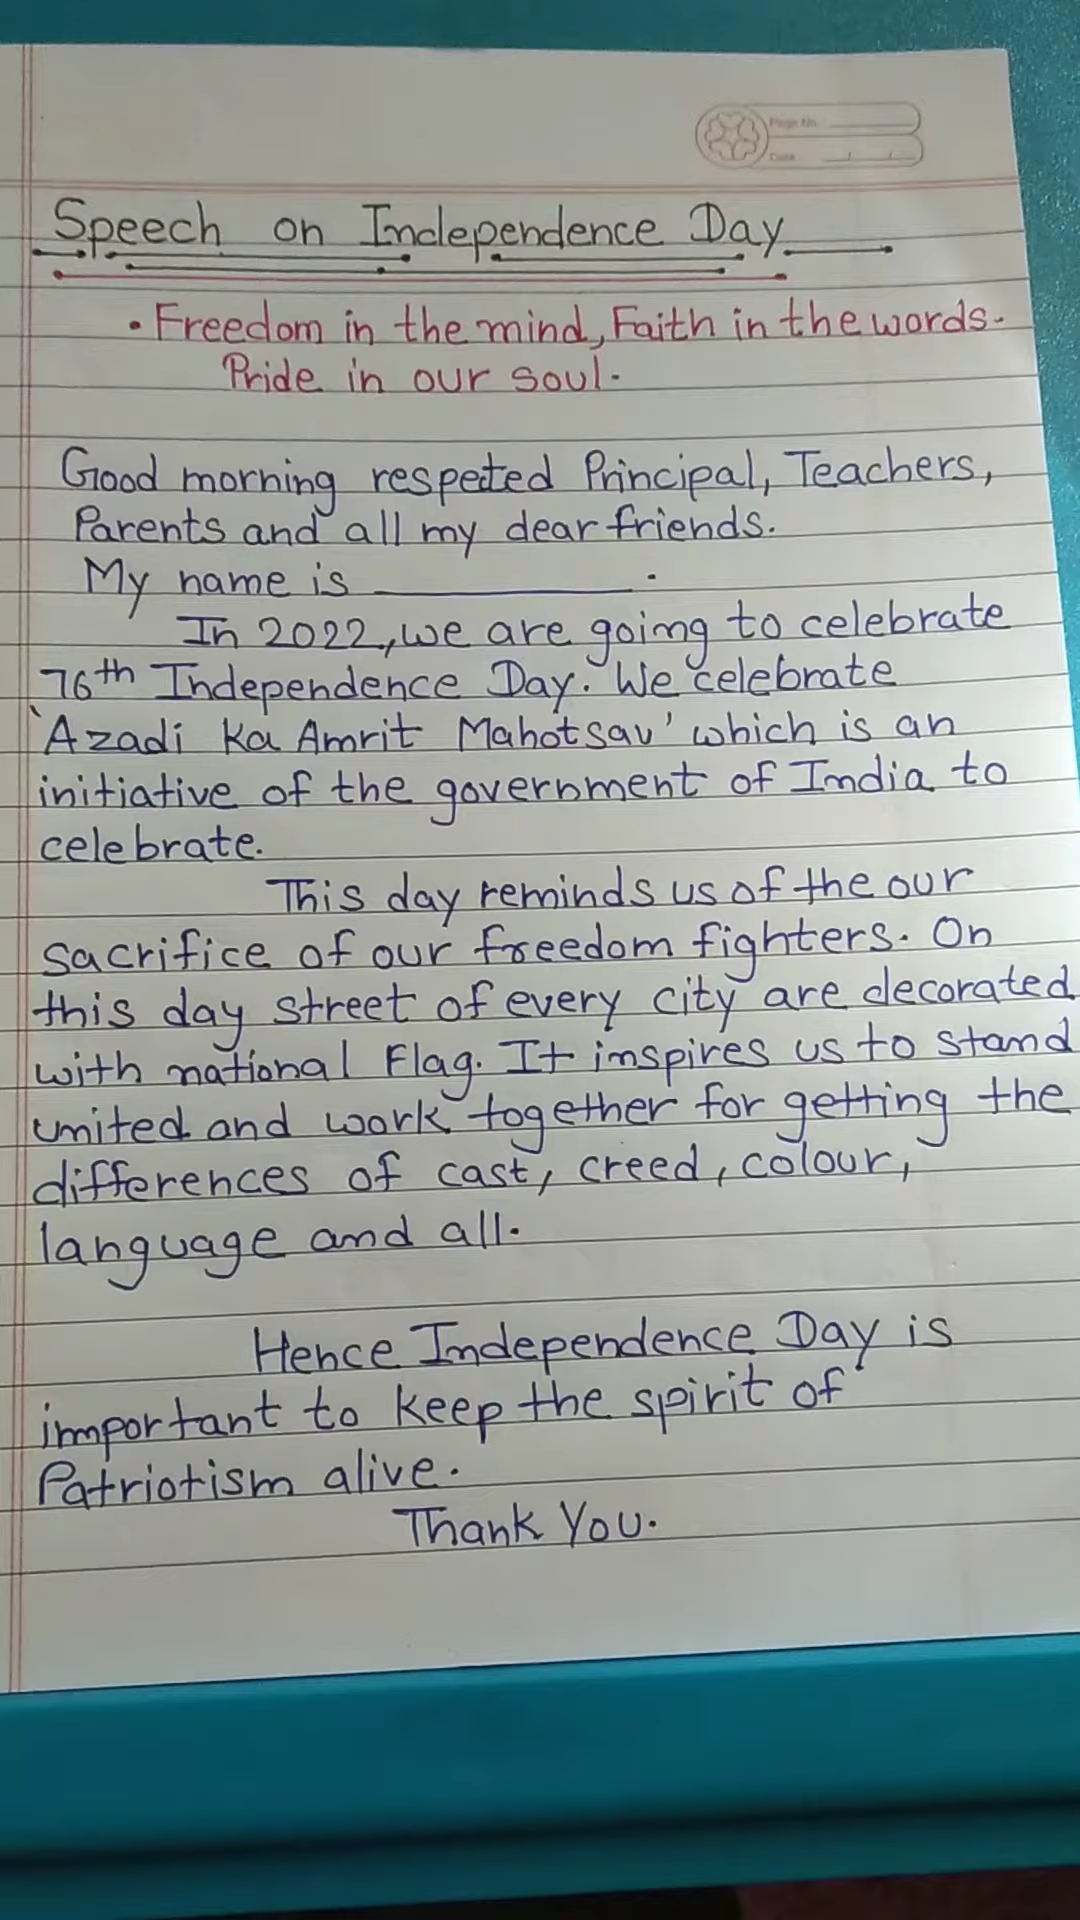 Page No.
Date
Speech on Independence Day
• Freedom in the mind, Faith in the words.
Pride in our soul.
Good morning respeted Principal, Teachers,
Parents and all my dear friends.
My name is ____________.
In 2022, we are going to celebrate
76th Independence Day. We celebrate
'Azadi Ka Amrit Mahotsav' which is an
initiative of the government of India to
celebrate.
This day reminds us of the our
sacrifice of our freedom fighters. On
this day street of every city are decorated
with national Flag. It inspires us to stand
united and work together for getting the
differences of cast, creed, colour,
language and all.
Hence Independence Day is
important to keep the spirit of
Patriotism alive.
Thank You.